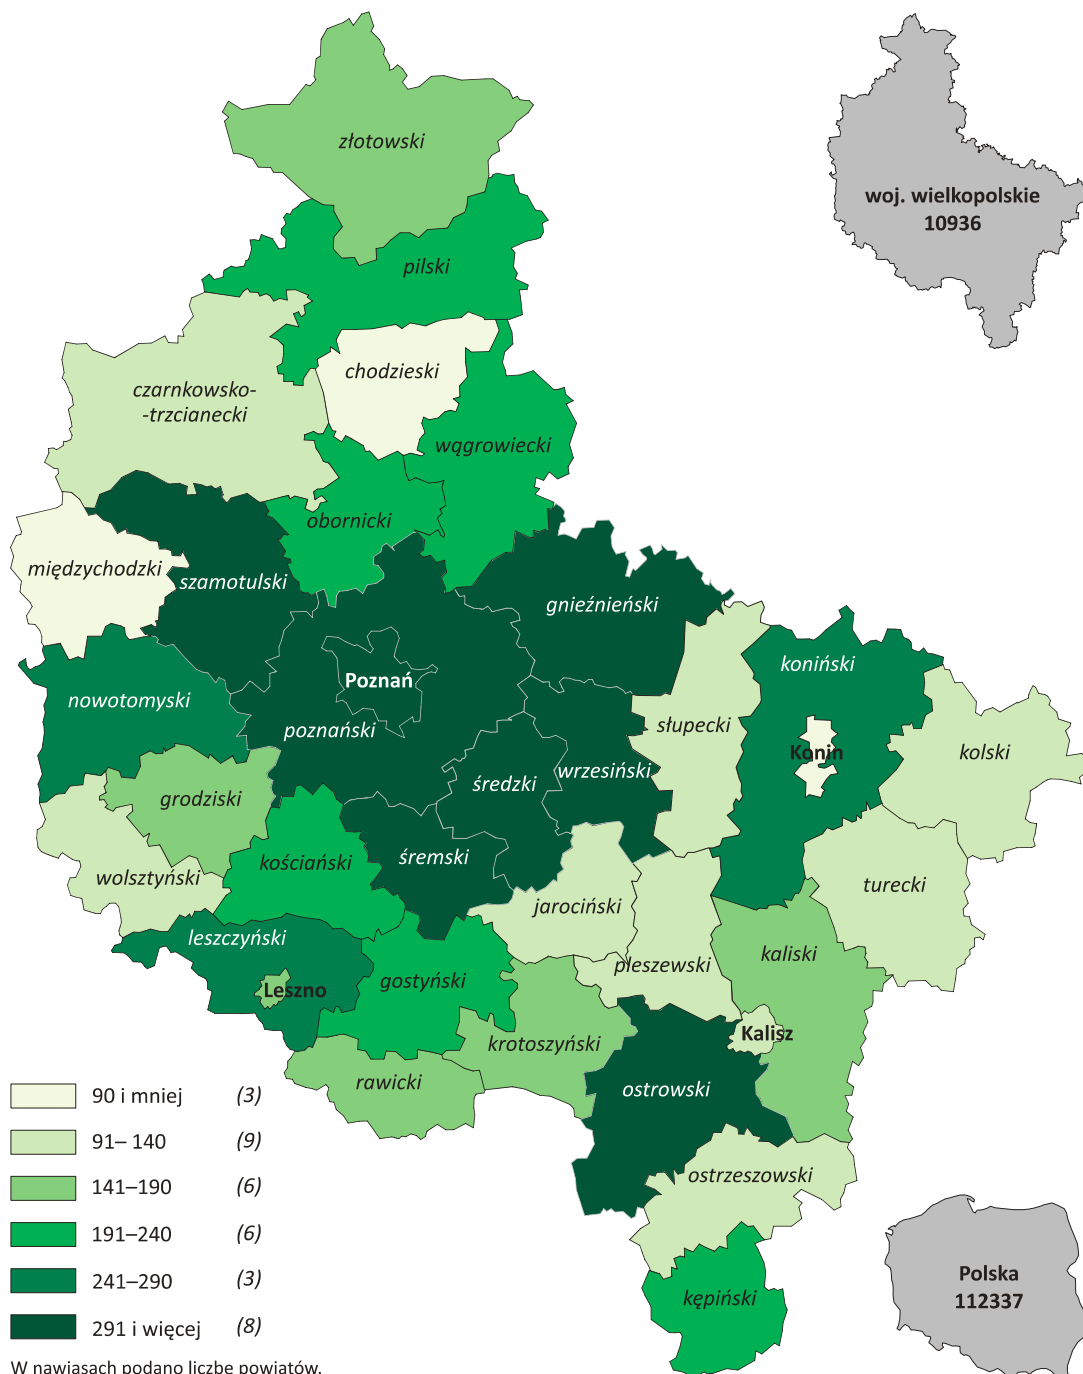 złotowski
woj. wielkopolskie
10936
pilski
chodzieski
czarnkowsko-
-trzcianecki
wągrowiecki
obornicki
międzychodzki
szamotulski
gnieźnieński
koniński
Poznań
nowotomyski
poznański
słupecki
Konin
kolski
wrzesiński
średzki
grodziski
kościański
śremski
wolsztyński
turecki
jarociński
leszczyński
kaliski
pleszewski
gostyński
Leszno
Kalisz
krotoszyński
rawicki
ostrowski
90 i mniej (3)
91– 140 (9)
ostrzeszowski
141–190 (6)
191–240 (6)
241–290 (3)
Polska
112337
kępiński
291 i więcej (8)
W nawiasach podano liczbę powiatów.